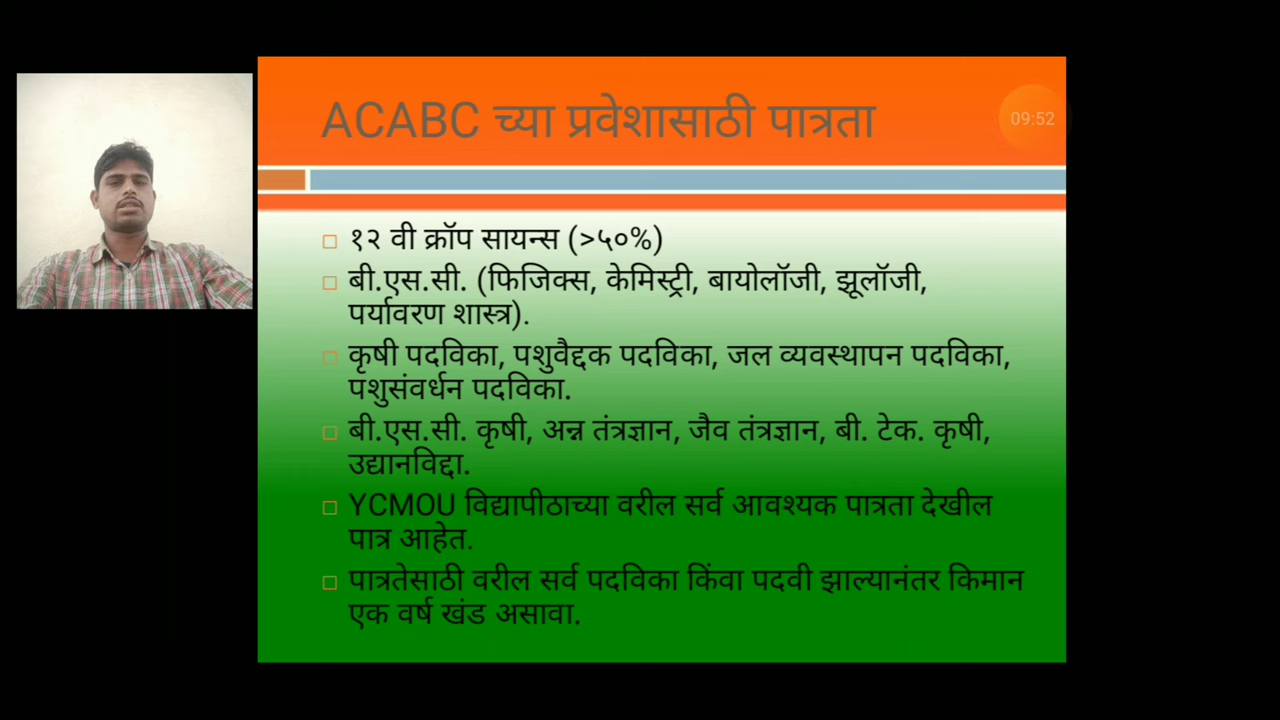 ACABC च्या प्रवेशासाठी पात्रता
09:52
१२ वी क्रॉप सायन्स (>५०%)
बी.एस.सी. (फिजिक्स, केमिस्ट्री, बायोलॉजी, झूलॉजी,
पर्यावरण शास्त्र).
कृषी पदविका, पशुवैद्दक पदविका, जल व्यवस्थापन पदविका,
पशुसंवर्धन पदविका.
बी.एस.सी. कृषी, अन्न तंत्रज्ञान, जैव तंत्रज्ञान, बी. टेक. कृषी,
उद्यानविद्दा.
YCMOU विद्यापीठाच्या वरील सर्व आवश्यक पात्रता देखील
पात्र आहेत.
पात्रतेसाठी वरील सर्व पदविका किंवा पदवी झाल्यानंतर किमान
एक वर्ष खंड असावा.